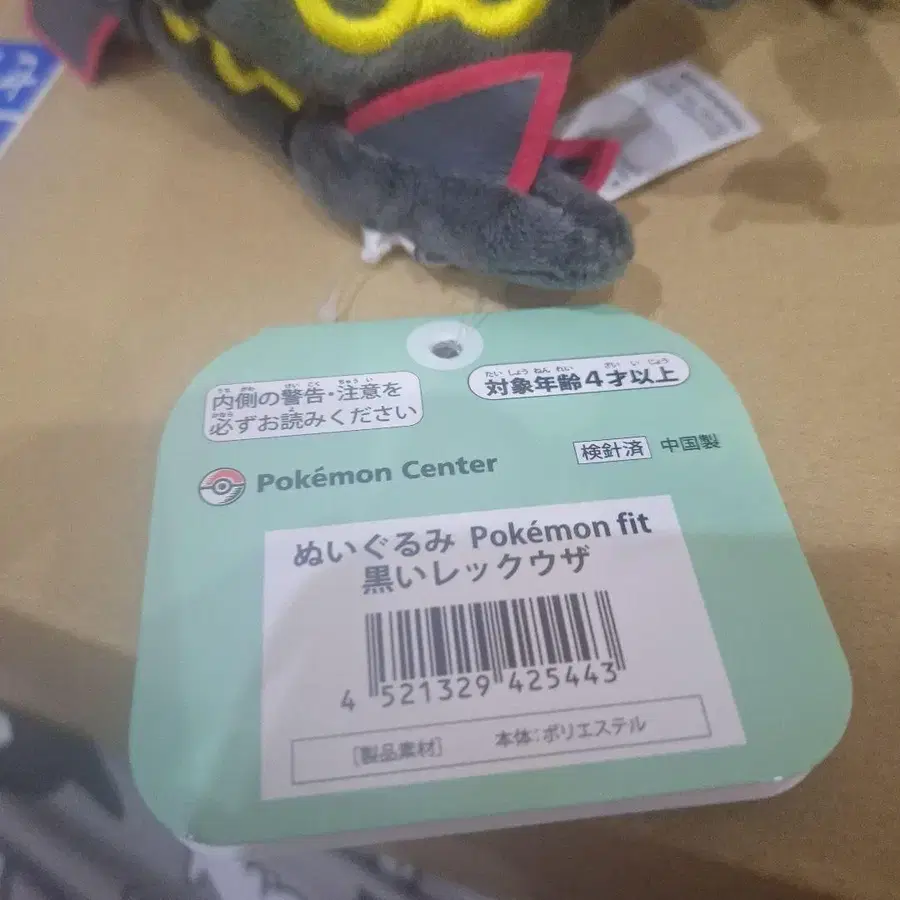 内側の警告・注意を
必ずお読みください
対象年齢4才以上
検針済 中国製
Pokémon Center
ぬいぐるみ Pokémon fit
黒いレックウザ
4 521329 425443
［製品素材］ 本体:ポリエステル